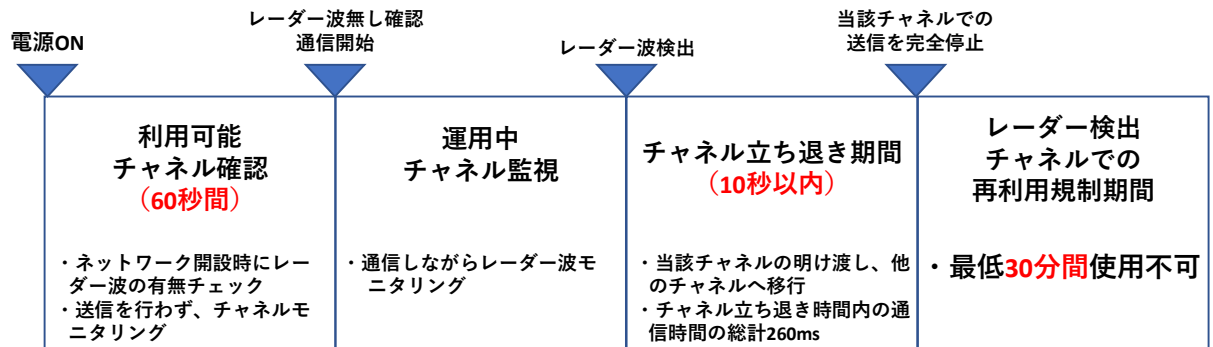 電源ON
レーダー波無し確認
通信開始
レーダー波検出
当該チャネルでの
送信を完全停止
利用可能
チャネル確認
（60秒間）
・ネットワーク開設時にレー
ダー波の有無チェック
・送信を行わず、チャネルモ
ニタリング
運用中
チャネル監視
・通信しながらレーダー波モ
ニタリング
チャネル立ち退き期間
（10秒以内）
・当該チャネルの明け渡し、他
のチャネルへ移行
・チャネル立ち退き時間内の通
信時間の総計260ms
レーダー検出
チャネルでの
再利用規制期間
・最低30分間使用不可